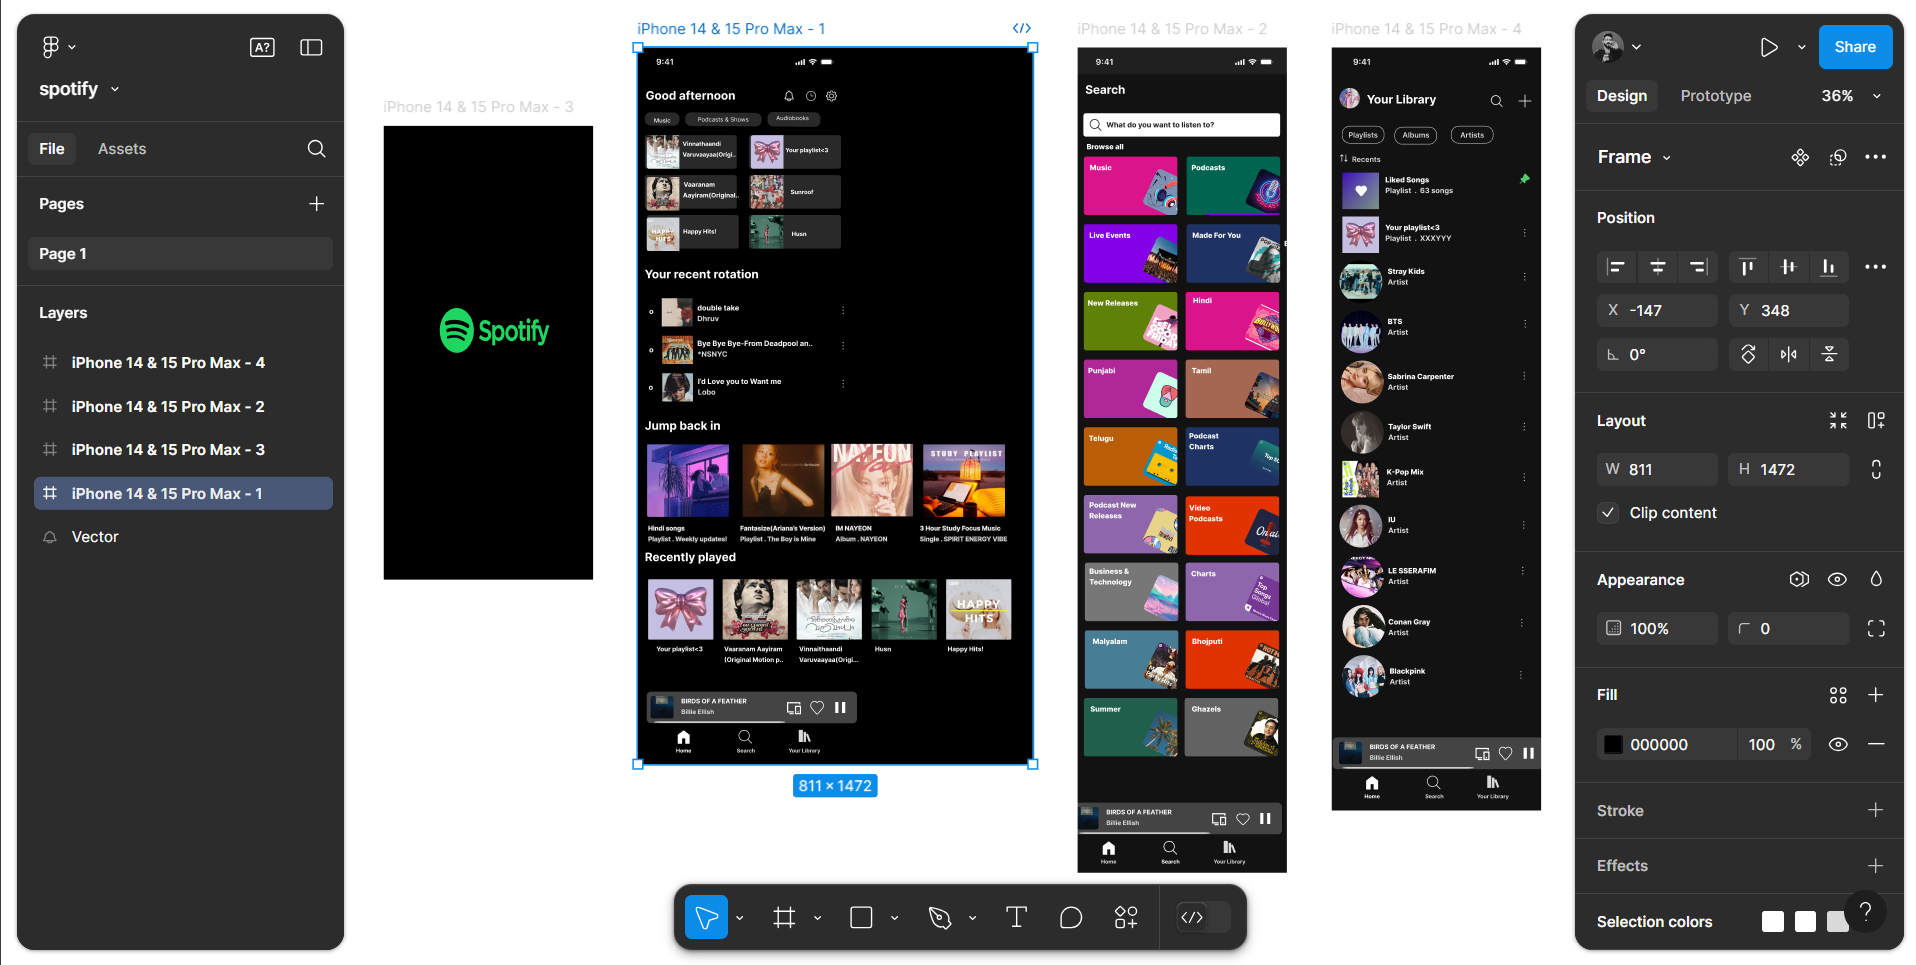 A?
spotify
File
Assets
Pages
Page 1
Layers
iPhone 14 & 15 Pro Max - 4
iPhone 14 & 15 Pro Max - 2
iPhone 14 & 15 Pro Max - 3
iPhone 14 & 15 Pro Max - 1
Vector
iPhone 14 & 15 Pro Max - 3
Spotify
iPhone 14 & 15 Pro Max - 1
9:41
Good afternoon
Music
Podcasts & Shows
Audiobooks
Vinnathaandi
Varuvaayaa(Origi..
Your playlist<3
Vaaranam
Aayiram(Original..
Sunroof
Happy Hits!
Husn
Your recent rotation
double take
Dhruv
Bye Bye Bye-From Deadpool an..
*NSNYC
I'd Love you to Want me
Lobo
Jump back in
NAYEON
STUDY PLAYLIST
Hindi songs
Playlist . Weekly updates!
Fantasize(Ariana's Version)
Playlist . The Boy is Mine
IM NAYEON
Album . NAYEON
3 Hour Study Focus Music
Single . SPIRIT ENERGY VIBE
Recently played
HAPPY
HITS
Your playlist<3
Vaaranam Aayiram
(Original Motion p..
Vinnaithaandi
Varuvaayaa(Origi...
Husn
Happy Hits!
BIRDS OF A FEATHER
Billie Ellish
Home
Search
Your Library
811 × 1472
iPhone 14 & 15 Pro Max - 2
9:41
Search
What do you want to listen to?
Browse all
Music
Podcasts
Live Events
Made For You
New Releases
Hindi
Punjabi
Tamil
Telugu
Podcast
Charts
Podcast New
Releases
Video
Podcasts
Business &
Technology
Charts
Top
Songs
Global
Malyalam
Bhojputi
Summer
Ghazels
BIRDS OF A FEATHER
Billie Ellish
Home
Search
Your Library
iPhone 14 & 15 Pro Max - 4
9:41
Your Library
Playlists
Albums
Artists
Recents
Liked Songs
Playlist . 63 songs
Your playlist<3
Playlist . XXXYYY
Stray Kids
Artist
BTS
Artist
Sabrina Carpenter
Artist
Taylor Swift
Artist
K-Pop Mix
Artist
IU
Artist
LE SSERAFIM
Artist
Conan Gray
Artist
Blackpink
Artist
BIRDS OF A FEATHER
Billie Ellish
Home
Search
Your Library
Share
Design
Prototype
36%
Frame
Position
X -147
Y 348
0°
Layout
W 811
H 1472
Clip content
Appearance
100%
0
Fill
000000
100 %
Stroke
Effects
Selection colors
?